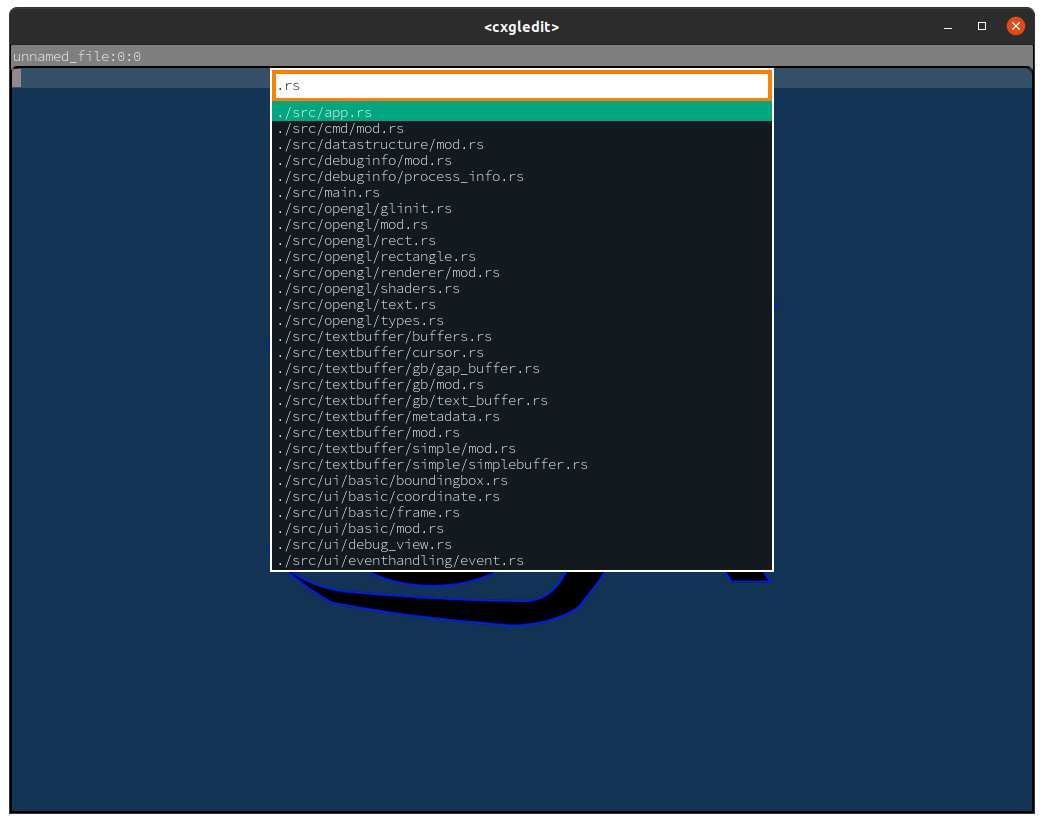 <cxgledit>
unnamed_file:0:0
.rs
./src/app.rs
./src/cmd/mod.rs
./src/datastructure/mod.rs
./src/debuginfo/mod.rs
./src/debuginfo/process_info.rs
./src/main.rs
./src/opengl/glinit.rs
./src/opengl/mod.rs
./src/opengl/rect.rs
./src/opengl/rectangle.rs
./src/opengl/renderer/mod.rs
./src/opengl/shaders.rs
./src/opengl/text.rs
./src/opengl/types.rs
./src/textbuffer/buffers.rs
./src/textbuffer/cursor.rs
./src/textbuffer/gb/gap_buffer.rs
./src/textbuffer/gb/mod.rs
./src/textbuffer/gb/text_buffer.rs
./src/textbuffer/metadata.rs
./src/textbuffer/mod.rs
./src/textbuffer/simple/mod.rs
./src/textbuffer/simple/simplebuffer.rs
./src/ui/basic/boundingbox.rs
./src/ui/basic/coordinate.rs
./src/ui/basic/frame.rs
./src/ui/basic/mod.rs
./src/ui/debug_view.rs
./src/ui/eventhandling/event.rs